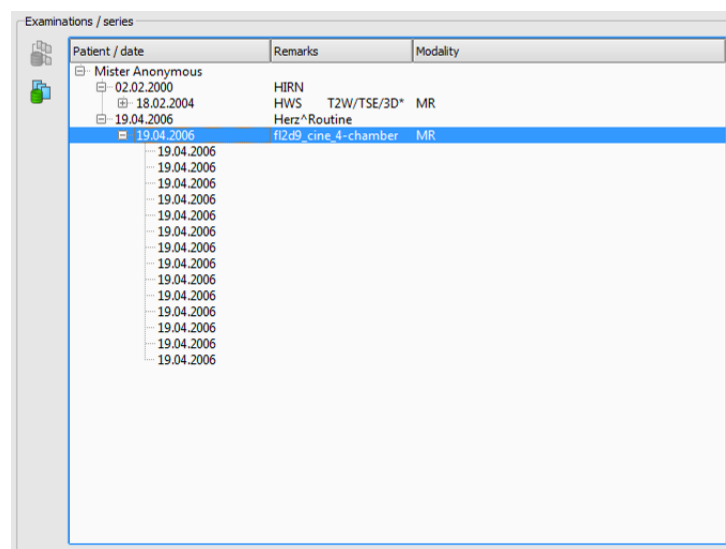 Examinations / series
Patient / date Remarks Modality
Mister Anonymous
02.02.2000 HIRN
18.02.2004 HWS T2W/TSE/3D* MR
19.04.2006 Herz^Routine
19.04.2006 fl2d9_cine_4-chamber MR
19.04.2006
19.04.2006
19.04.2006
19.04.2006
19.04.2006
19.04.2006
19.04.2006
19.04.2006
19.04.2006
19.04.2006
19.04.2006
19.04.2006
19.04.2006
19.04.2006